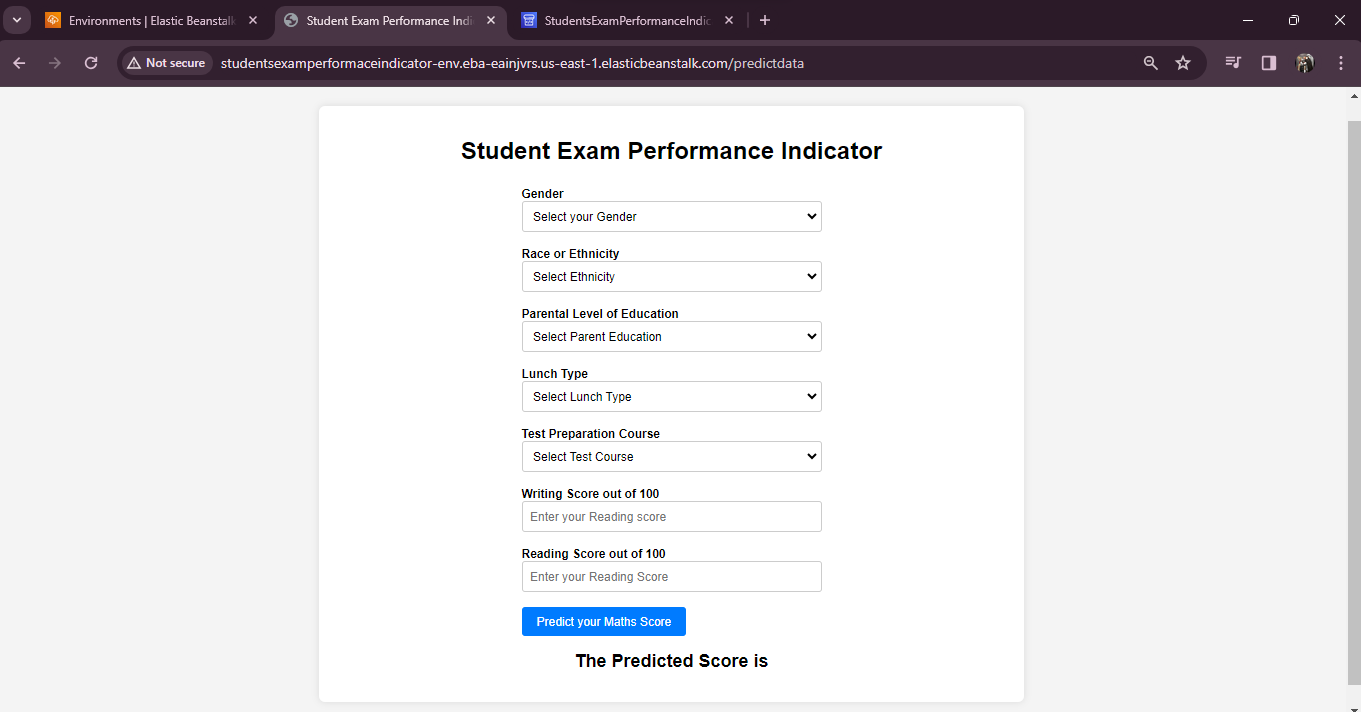 Environments | Elastic Beanstalk
Student Exam Performance Indi
StudentsExamPerformanceIndic
Not secure
studentsexamperformaceindicator-env.eba-eainjvrs.us-east-1.elasticbeanstalk.com/predictdata
Student Exam Performance Indicator
Gender
Select your Gender
Race or Ethnicity
Select Ethnicity
Parental Level of Education
Select Parent Education
Lunch Type
Select Lunch Type
Test Preparation Course
Select Test Course
Writing Score out of 100
Enter your Reading score
Reading Score out of 100
Enter your Reading Score
Predict your Maths Score
The Predicted Score is